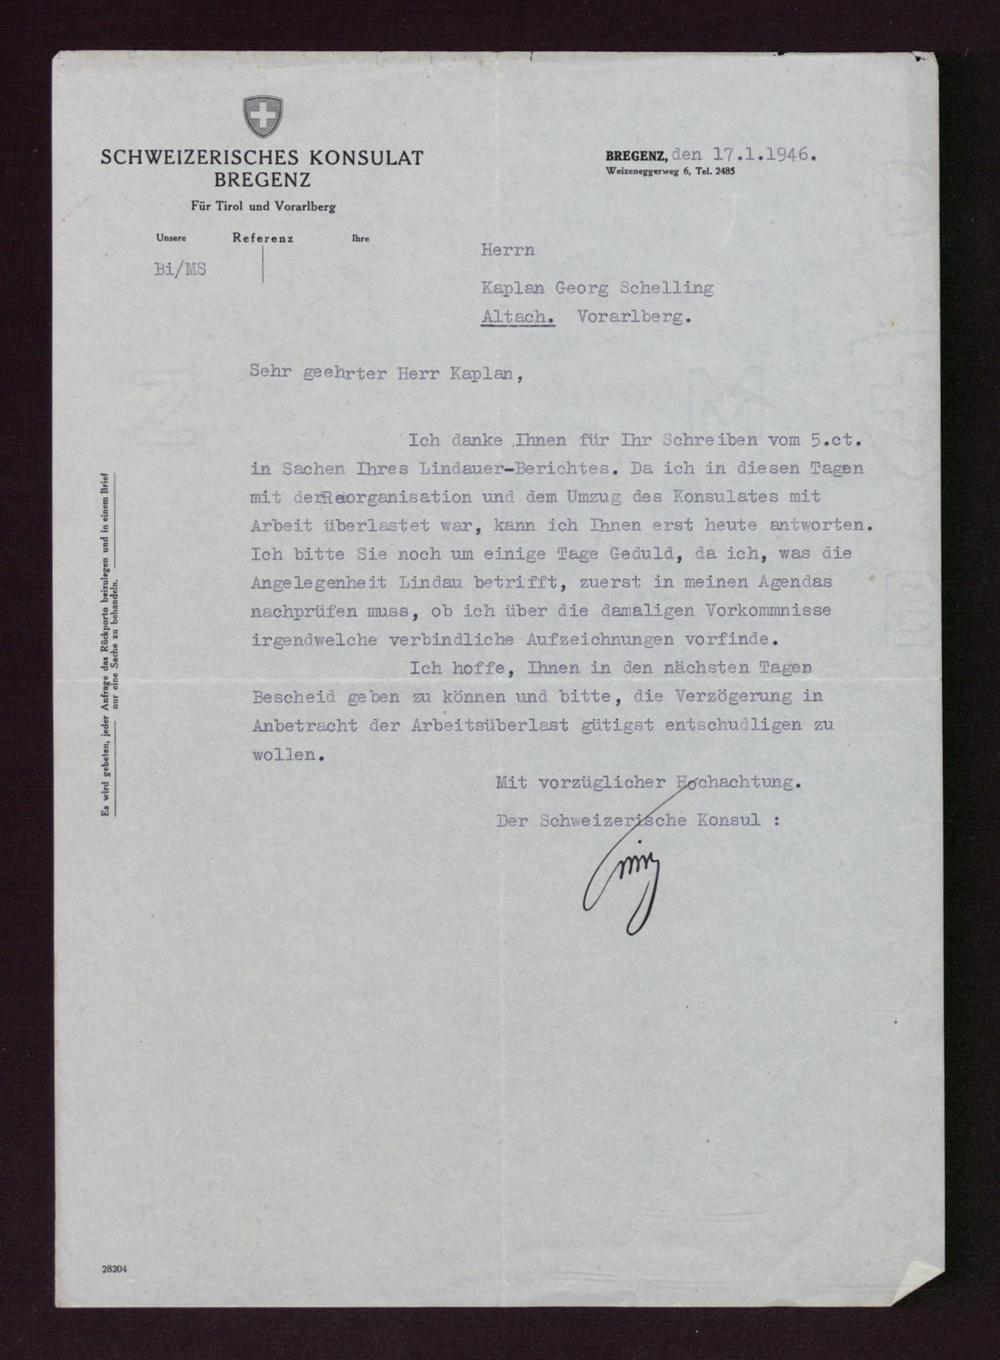 SCHWEIZERISCHES KONSULAT
BREGENZ
Für Tirol und Vorarlberg
Unsere Referenz Ihre
Bi/MS
BREGENZ, den 17.1.1946.
Weizeneggerweg 6, Tel. 2485
Herrn
Kaplan Georg Schelling
Altach. Vorarlberg.
Sehr geehrter Herr Kaplan,
Ich danke Ihnen für Ihr Schreiben vom 5.ct.
in Sachen Ihres Lindauer-Berichtes. Da ich in diesen Tagen
mit der Reorganisation und dem Umzug des Konsulates mit
Arbeit überlastet war, kann ich Ihnen erst heute antworten.
Ich bitte Sie noch um einige Tage Geduld, da ich, was die
Angelegenheit Lindau betrifft, zuerst in meinen Agendas
nachprüfen muss, ob ich über die damaligen Vorkommnisse
irgendwelche verbindliche Aufzeichnungen vorfinde.
Ich hoffe, Ihnen in den nächsten Tagen
Bescheid geben zu können und bitte, die Verzögerung in
Anbetracht der Arbeitsüberlast gütigst entschudligen zu
wollen.
Mit vorzüglicher Hochachtung.
Der Schweizerische Konsul :
Es wird gebeten, jeder Anfrage das Rückporto beizulegen und in einem Brief
nur eine Sache zu behandeln.
28204